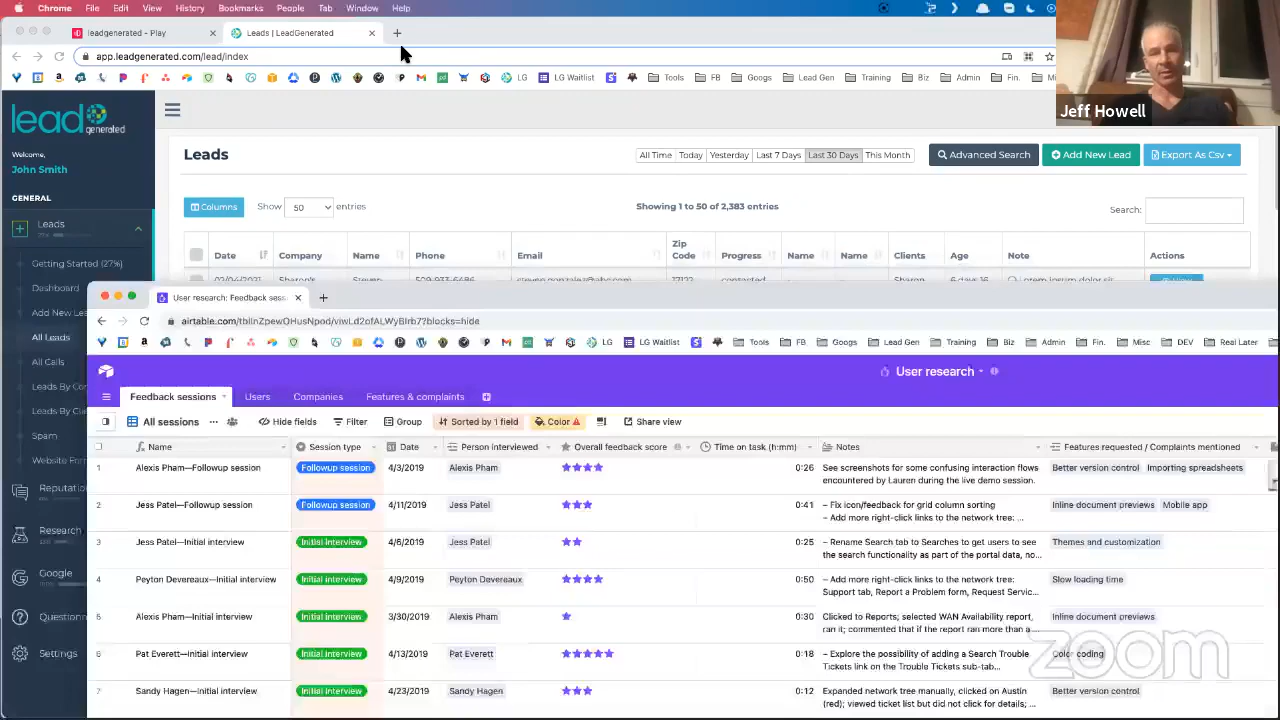 Chrome File Edit View History Bookmarks People Tab Window Help
leadgenerated - Play
Leads | LeadGenerated
app.leadgenerated.com/lead/index
LG LG Waitlist Tools FB Googs Lead Gen Training Biz Admin Fin.
Jeff Howell
lead generated
Welcome,
John Smith
GENERAL
Leads
Getting Started (27%)
Dashboard
All Leads
All Calls
Spam
Research
Google
Settings
Leads
All Time Today Yesterday Last 7 Days Last 30 Days This Month
Advanced Search Add New Lead Export As Csv
Columns Show 50 entries
Showing 1 to 50 of 2,383 entries
Search:
Date Company Name Phone Email Zip Code Progress Name Name Clients Age Note Actions
User research: Feedback sess
airtable.com/tblInZpewOHusNpod/viwLd2ofALWyBIrb7?blocks=hide
LG LG Waitlist Tools FB Googs Lead Gen Training Biz Admin Fin. Misc DEV Real Later
User research
Feedback sessions Users Companies Features & complaints
All sessions ... Hide fields Filter Group Sorted by 1 field Color Share view
Name Session type Date Person interviewed Overall feedback score Time on task (h:mm) Notes Features requested / Complaints mentioned
1 Alexis Pham—Followup session Followup session 4/3/2019 Alexis Pham 0:26 See screenshots for some confusing interaction flows Better version control Importing spreadsheets
encountered by Lauren during the live demo session.
2 Jess Patel—Followup session Followup session 4/11/2019 Jess Patel 0:41 – Fix icon/feedback for grid column sorting Inline document previews Mobile app
– Add more right-click links to the network tree: ...
3 Jess Patel—Initial interview Initial interview 4/6/2019 Jess Patel 0:25 – Rename Search tab to Searches to get users to see Themes and customization
the search functionality as part of the portal data, no...
4 Peyton Devereaux—Initial interview Initial interview 4/9/2019 Peyton Devereaux 0:50 – Add more right-click links to the network tree: Slow loading time
Support tab, Report a Problem form, Request Servic...
5 Alexis Pham—Initial interview Initial interview 3/30/2019 Alexis Pham 0:30 Clicked to Reports; selected WAN Availability report, Inline document previews
ran it; commented that if the report ran more than a...
6 Pat Everett—Initial interview Initial interview 4/13/2019 Pat Everett 0:18 – Explore the possibility of adding a Search Trouble Color coding
Tickets link on the Trouble Tickets sub-tab...
7 Sandy Hagen—Initial interview Initial interview 4/23/2019 Sandy Hagen 0:12 Expanded network tree manually, clicked on Austin Better version control
(red); viewed ticket list but did not click for details; ...
zoom